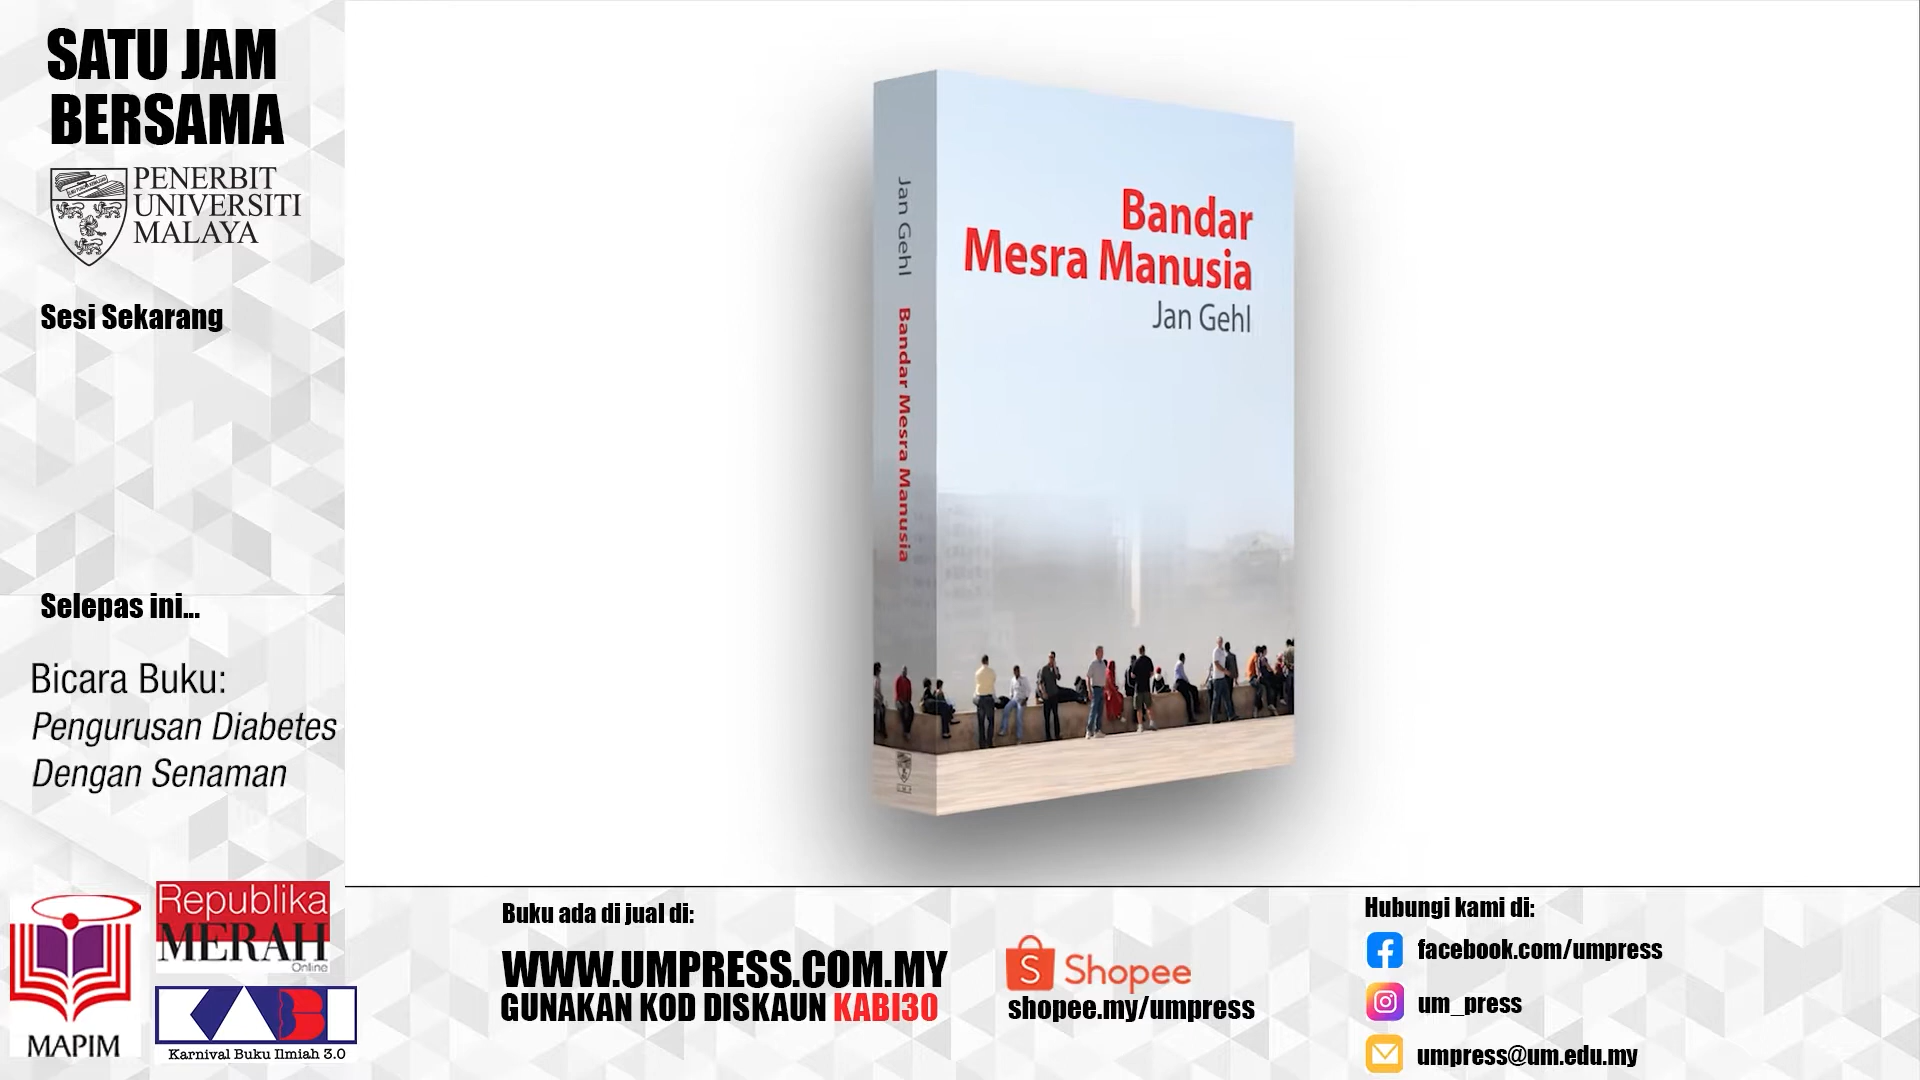 SATU JAM
BERSAMA
PENERBIT
UNIVERSITI
MALAYA
Sesi Sekarang
Selepas ini...
Bicara Buku:
Pengurusan Diabetes
Dengan Senaman
MAPIM
Republika
MERAH
Online
KABI
Karnival Buku Ilmiah 3.0
Jan Gehl Bandar Mesra Manusia
Bandar
Mesra Manusia
Jan Gehl
Buku ada di jual di:
WWW.UMPRESS.COM.MY
GUNAKAN KOD DISKAUN KABI30
Shopee
shopee.my/umpress
Hubungi kami di:
facebook.com/umpress
um_press
umpress@um.edu.my